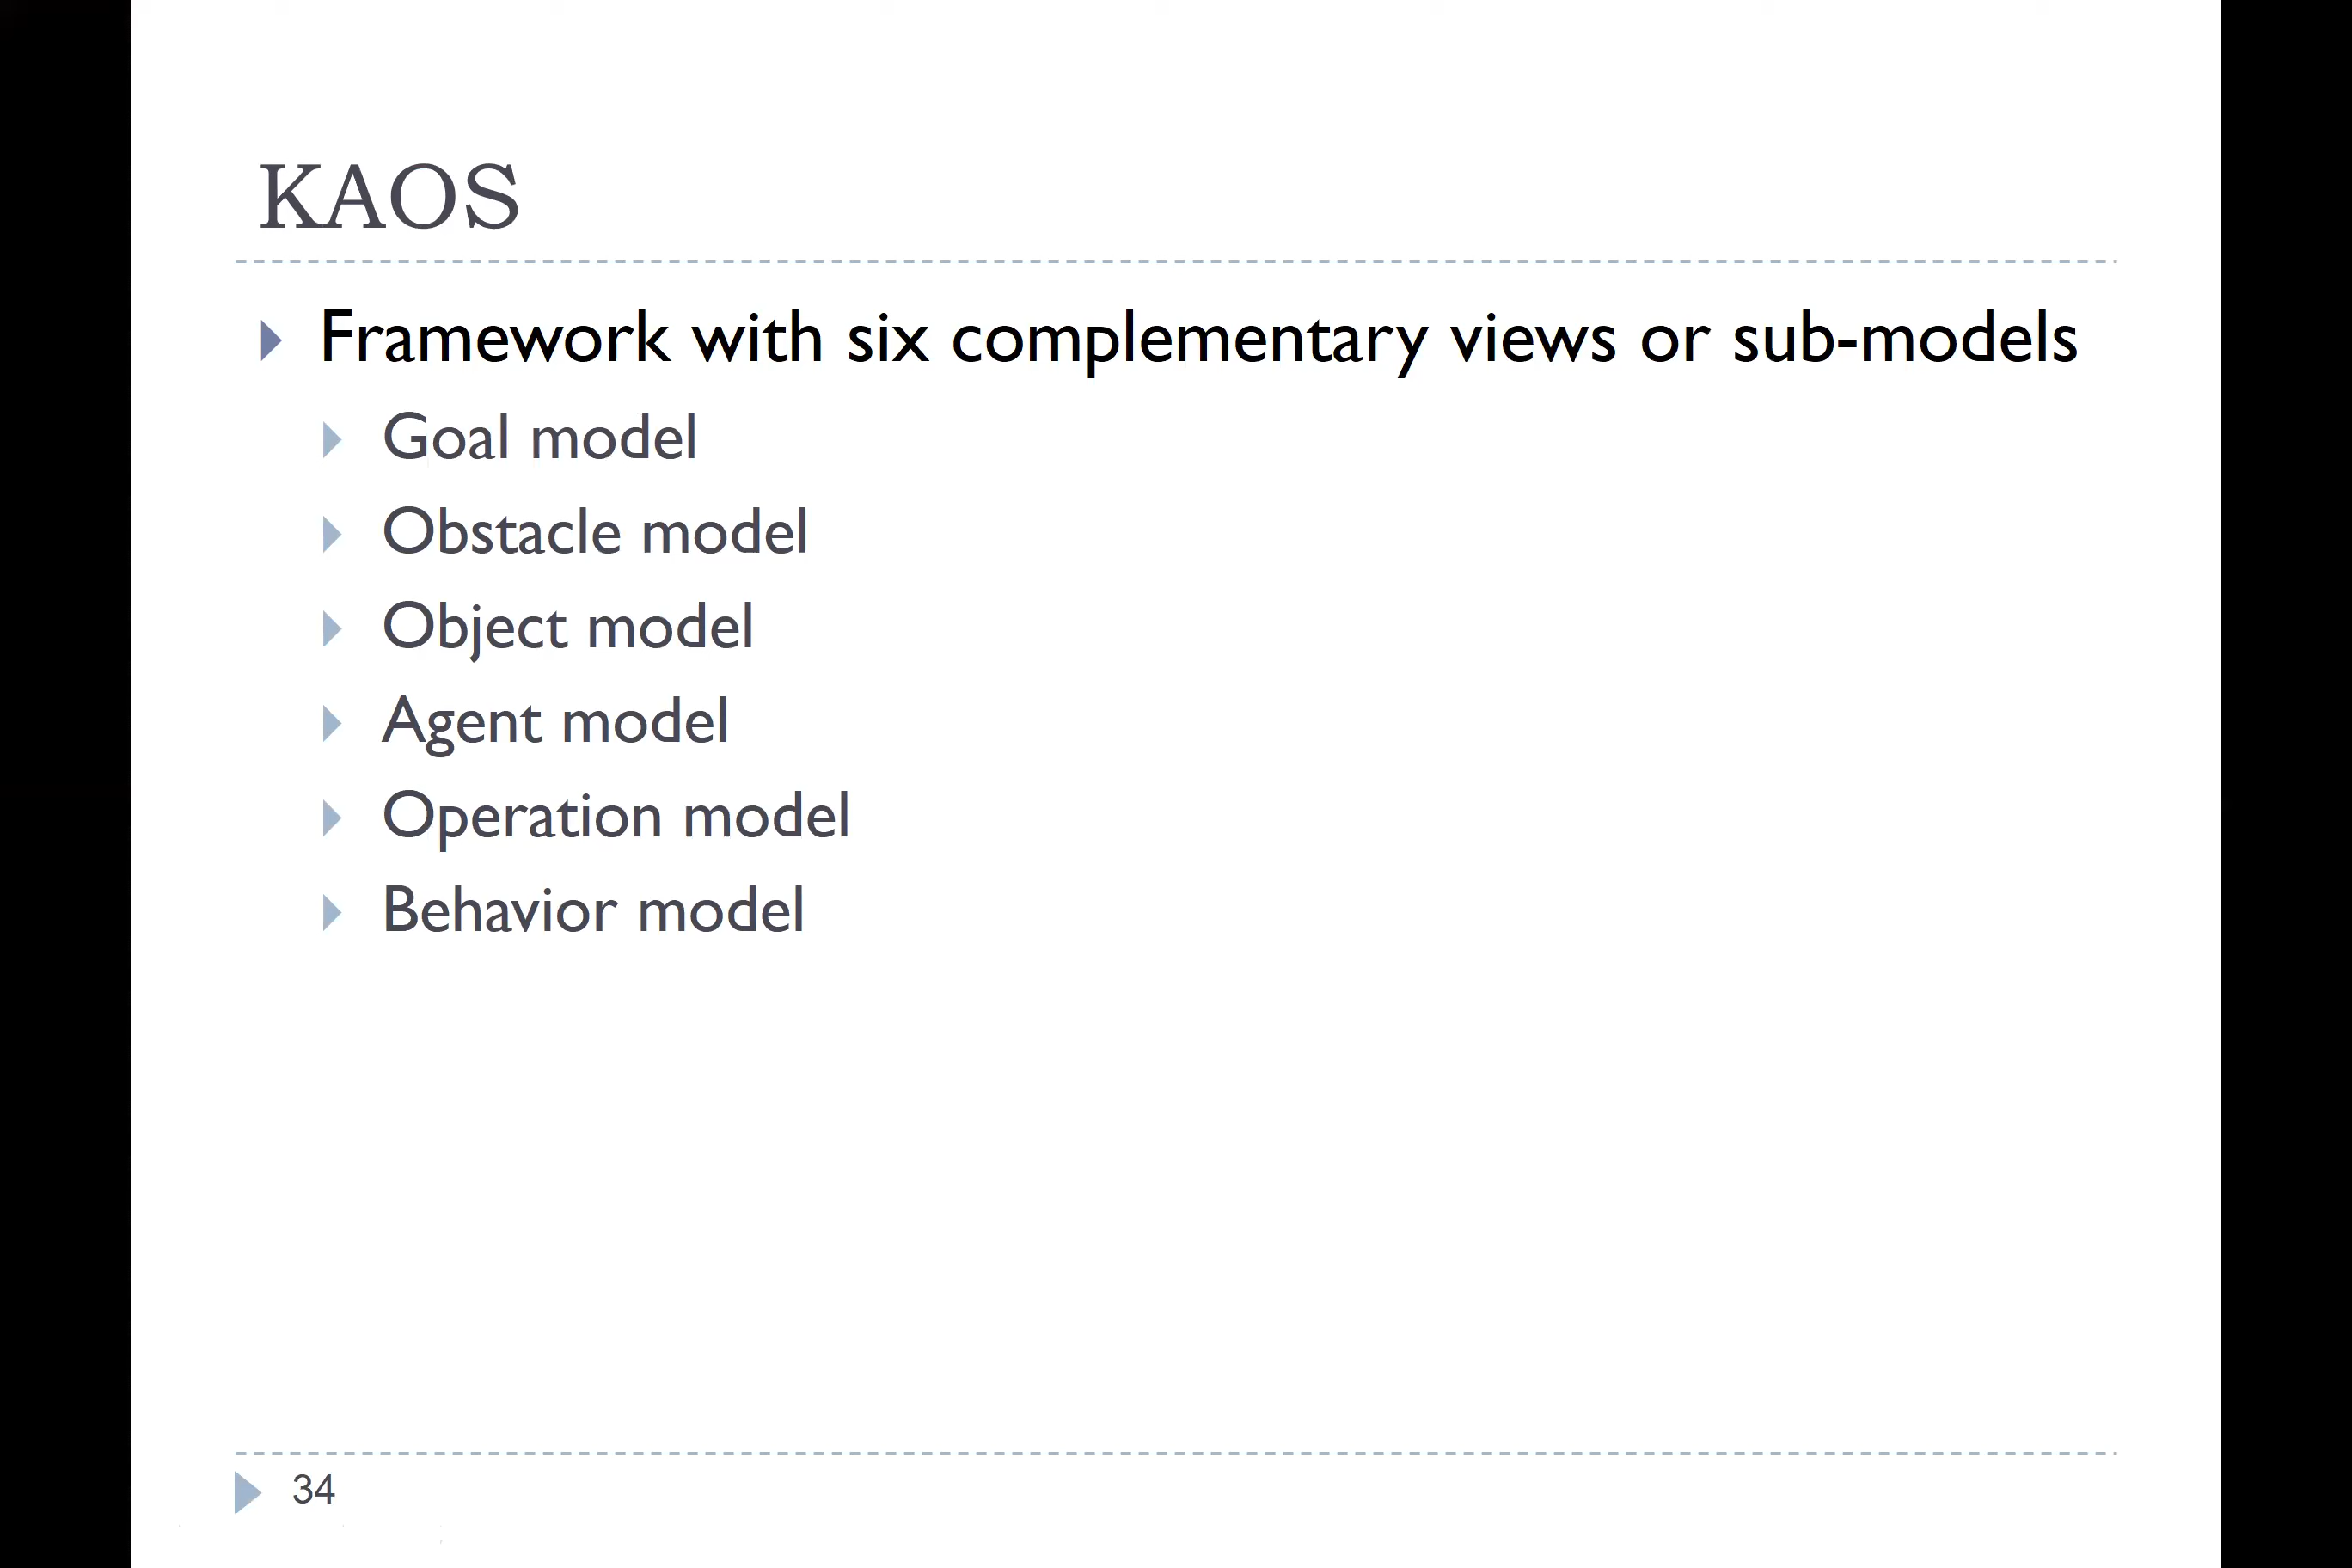 KAOS
Framework with six complementary views or sub-models
Goal model
Obstacle model
Object model
Agent model
Operation model
Behavior model
34